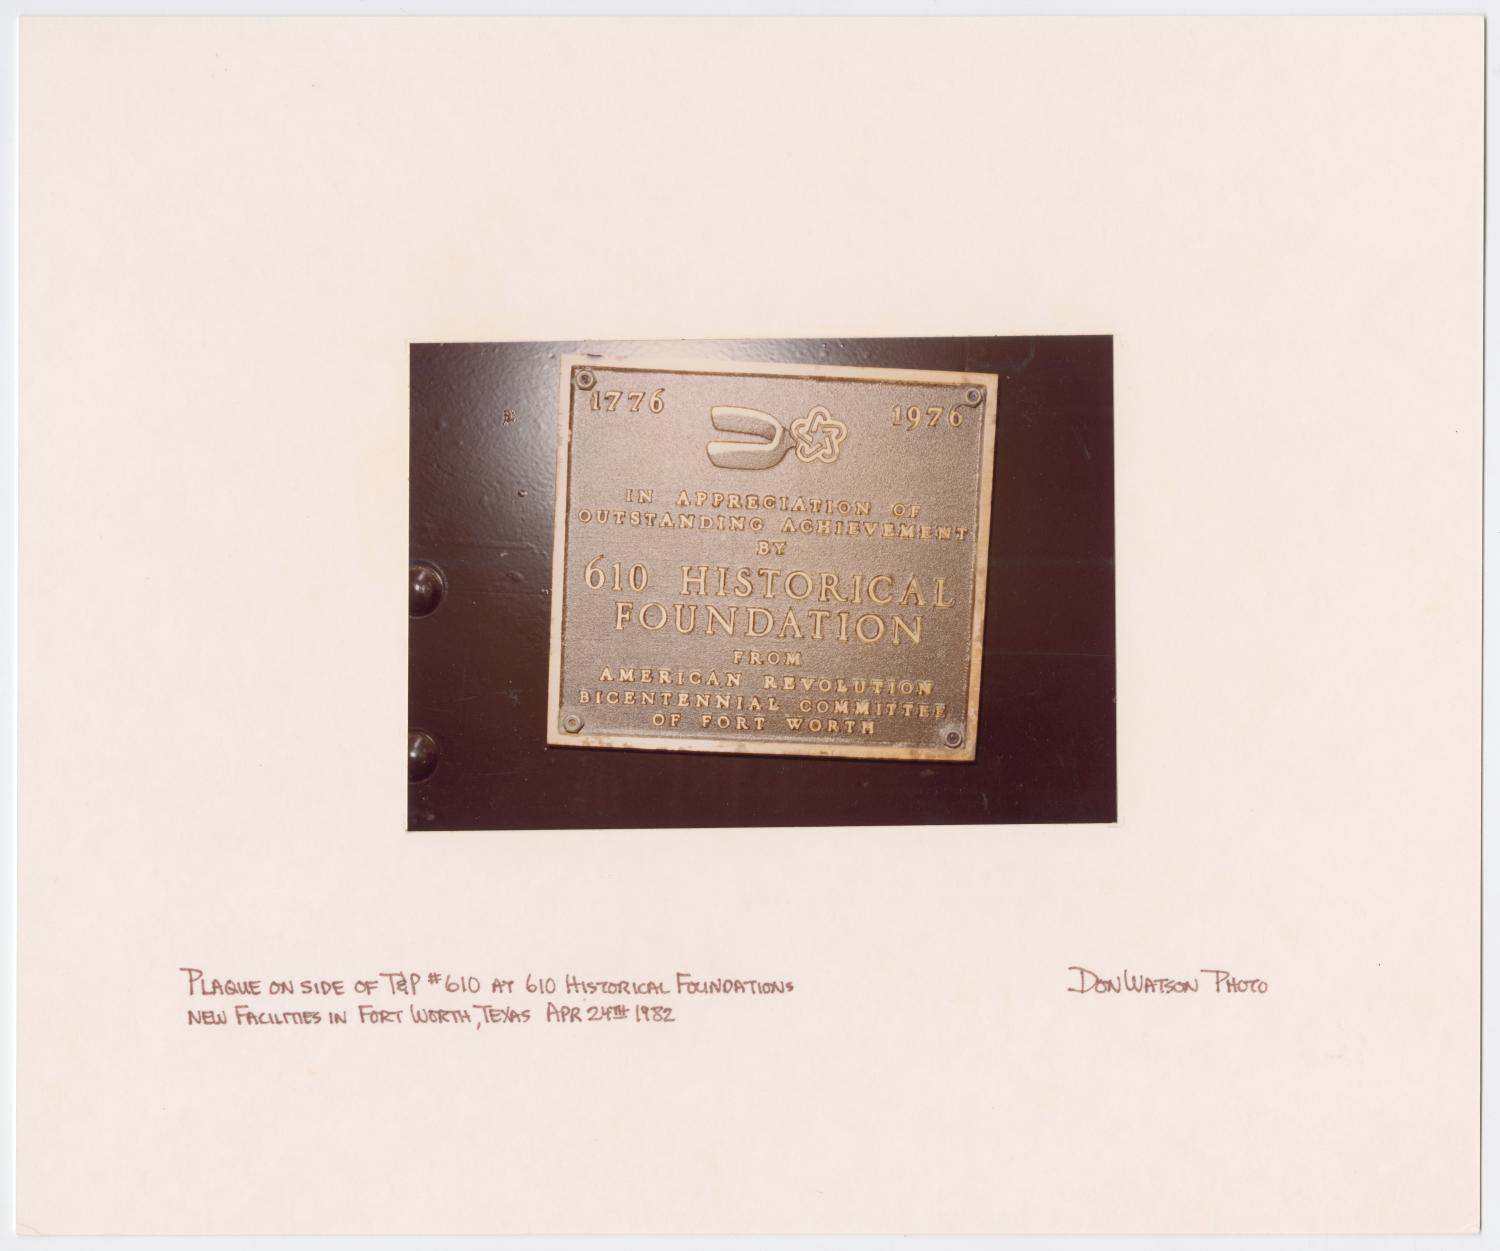 1776 1976
IN APPRECIATION OF
OUTSTANDING ACHIEVEMENT
BY
610 HISTORICAL
FOUNDATION
FROM
AMERICAN REVOLUTION
BICENTENNIAL COMMITTEE
OF FORT WORTH
PLAQUE ON SIDE OF T&P #610 AT 610 HISTORICAL FOUNDATIONS
NEW FACILITIES IN FORT WORTH, TEXAS APR 24TH 1982
DON WATSON PHOTO